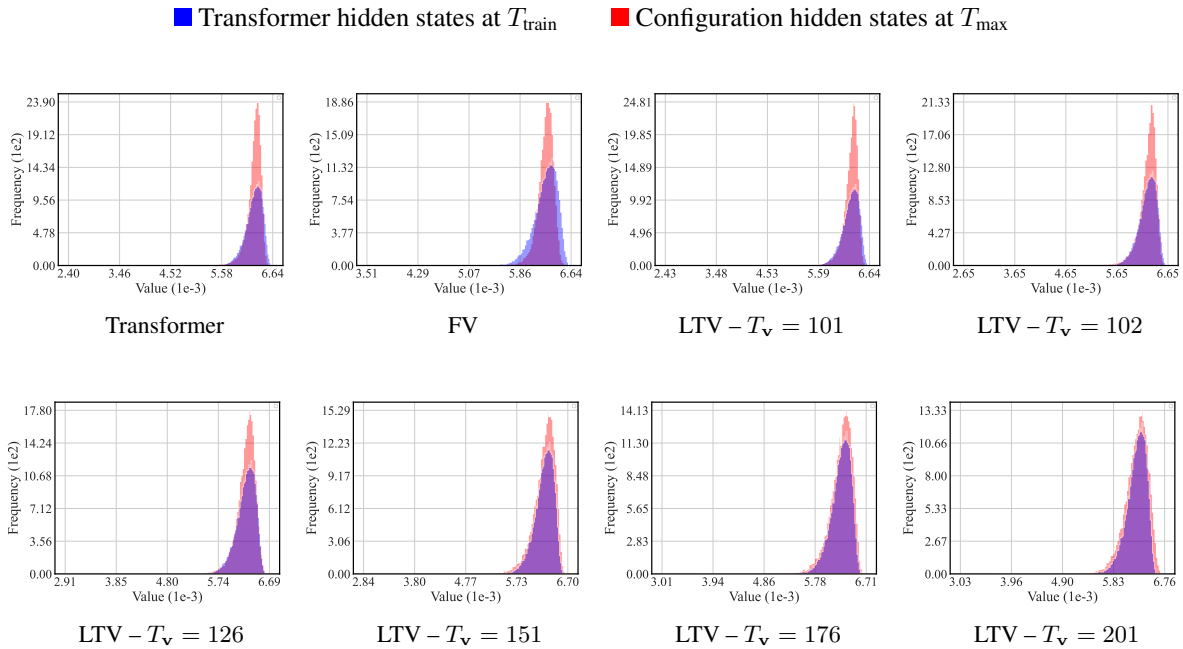 Transformer hidden states at T_train
Configuration hidden states at T_max
23.90
19.12
14.34
9.56
4.78
0.00
Frequency (1e2)
2.40 3.46 4.52 5.58 6.64
Value (1e-3)
Transformer
18.86
15.09
11.32
7.54
3.77
0.00
Frequency (1e2)
3.51 4.29 5.07 5.86 6.64
Value (1e-3)
FV
24.81
19.85
14.89
9.92
4.96
0.00
Frequency (1e2)
2.43 3.48 4.53 5.59 6.64
Value (1e-3)
LTV – T_v = 101
21.33
17.06
12.80
8.53
4.27
0.00
Frequency (1e2)
2.65 3.65 4.65 5.65 6.65
Value (1e-3)
LTV – T_v = 102
17.80
14.24
10.68
7.12
3.56
0.00
Frequency (1e2)
2.91 3.85 4.80 5.74 6.69
Value (1e-3)
LTV – T_v = 126
15.29
12.23
9.17
6.12
3.06
0.00
Frequency (1e2)
2.84 3.80 4.77 5.73 6.70
Value (1e-3)
LTV – T_v = 151
14.13
11.30
8.48
5.65
2.83
0.00
Frequency (1e2)
3.01 3.94 4.86 5.78 6.71
Value (1e-3)
LTV – T_v = 176
13.33
10.66
8.00
5.33
2.67
0.00
Frequency (1e2)
3.03 3.96 4.90 5.83 6.76
Value (1e-3)
LTV – T_v = 201